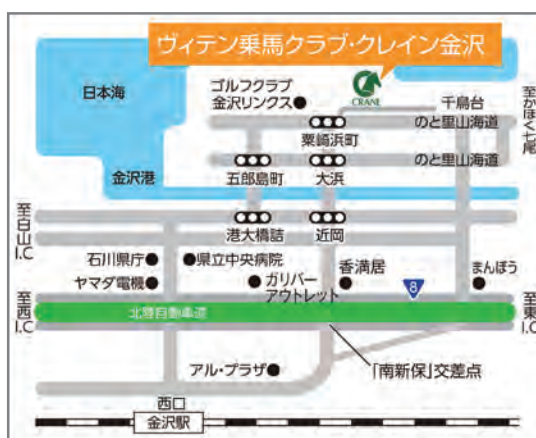 ヴィテン乗馬クラブ・クレイン金沢
日本海
ゴルフクラブ
金沢リンクス
CRANE
千鳥台
至かほく七尾
粟崎浜町
のと里山海道
のと里山海道
金沢港
五郎島町
大浜
至白山I.C
港大橋詰
近岡
石川県庁
県立中央病院
香満居
まんぼう
ヤマダ電機
ガリバー
アウトレット
8
至西I.C
北陸自動車道
至東I.C
アル・プラザ
「南新保」交差点
西口
金沢駅